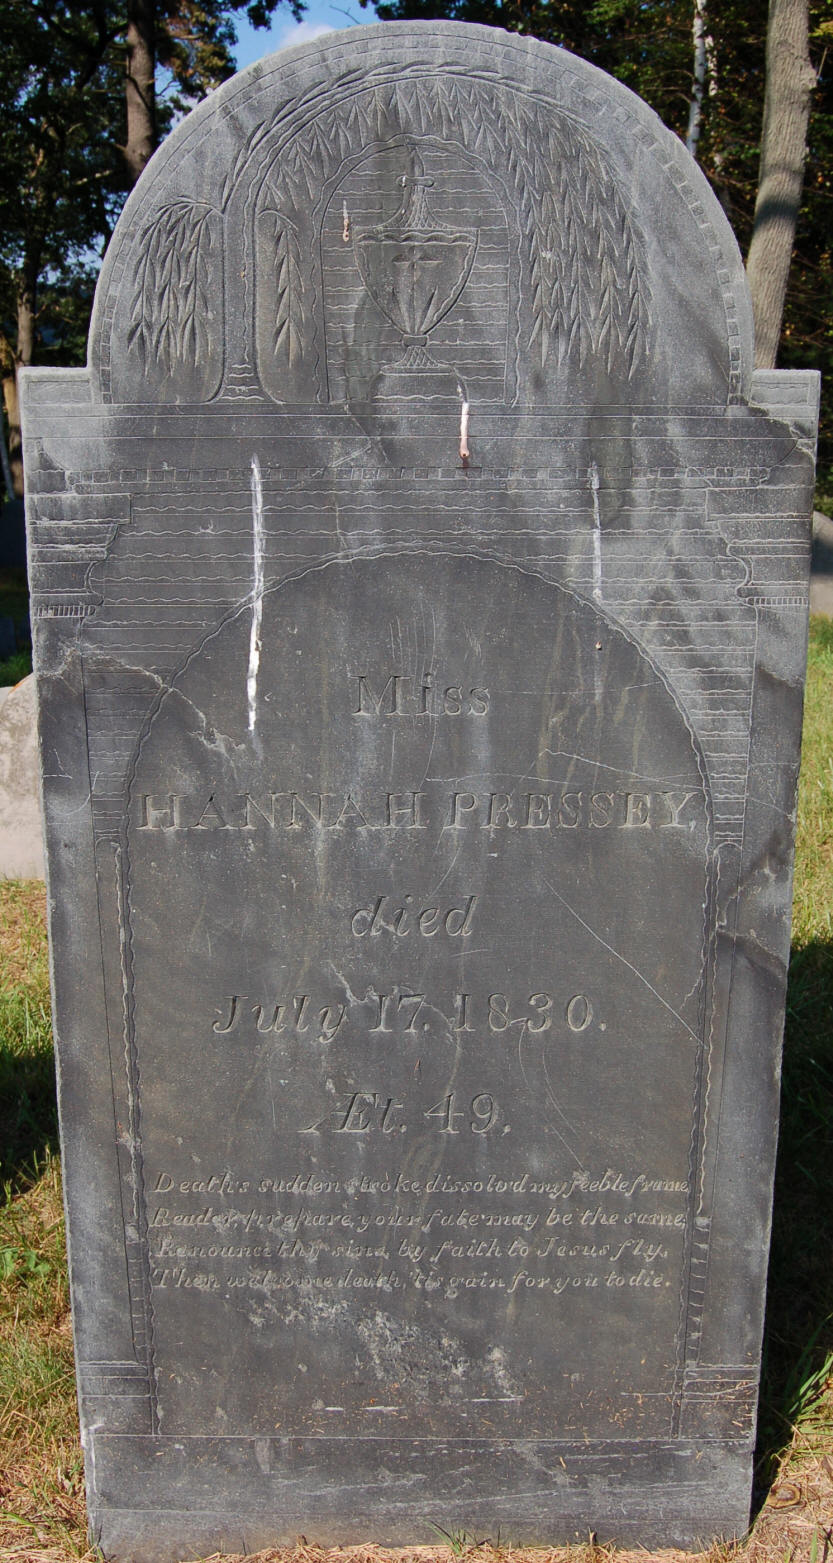 Miss
HANNAH PRESSEY
died
July 17. 1830.
Æt. 49.
Death's sudden stroke dissolv'd my feeble frame
Reader, prepare, your fate may be the same;
Renounce thy sins, by faith to Jesus fly,
Then welcome death, 'tis gain for you to die.